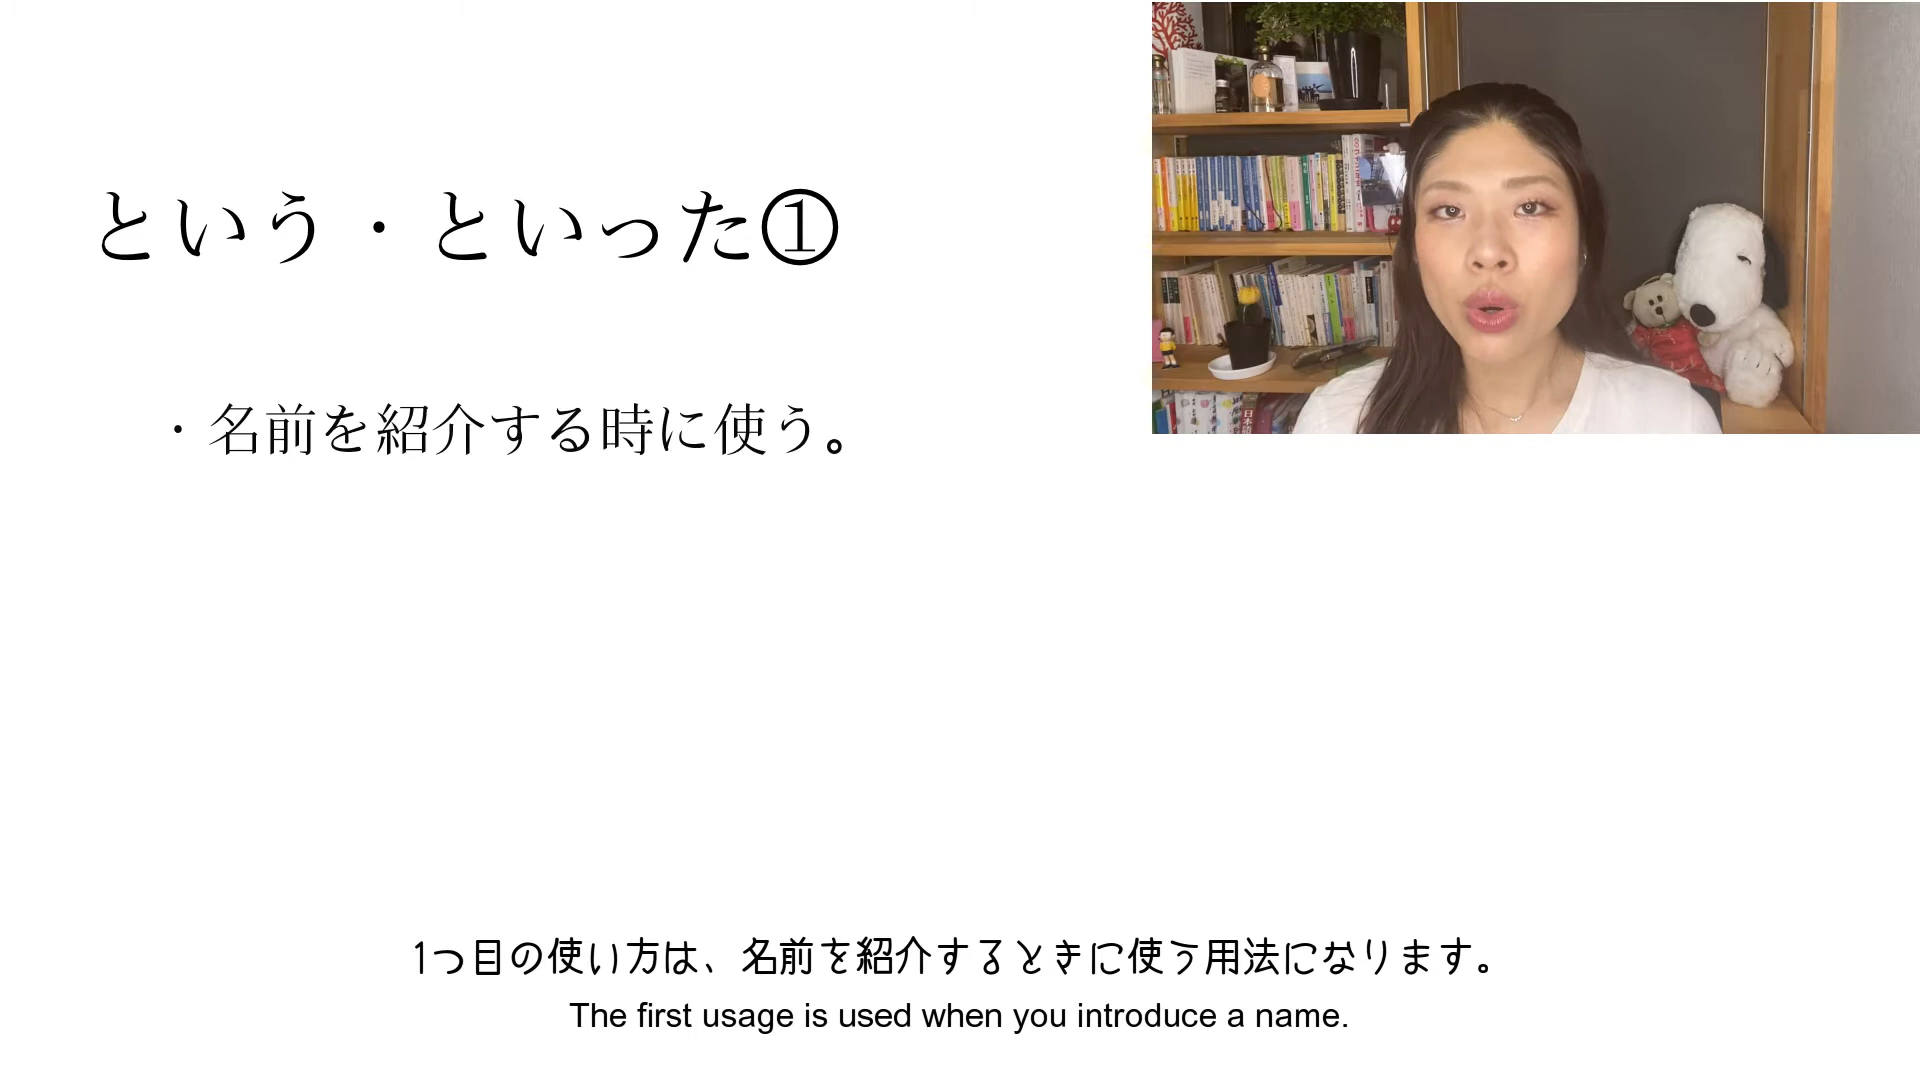 という・といった①
・名前を紹介する時に使う。
1つ目の使い方は、名前を紹介するときに使う用法になります。
The first usage is used when you introduce a name.